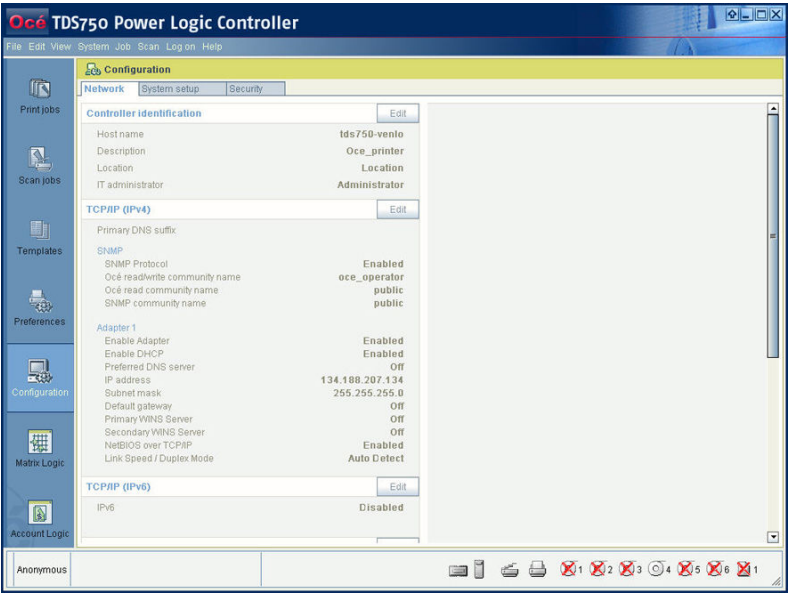 Océ TDS750 Power Logic Controller
File Edit View System Job Scan Log on Help
Configuration
Network System setup Security
Print jobs
Scan jobs
Templates
Preferences
Configuration
Matrix Logic
Account Logic
Controller identification Edit
Host name tds750-venlo
Description Oce_printer
Location Location
IT administrator Administrator
TCP/IP (IPv4) Edit
Primary DNS suffix
SNMP
SNMP Protocol Enabled
Océ read/write community name oce_operator
Océ read community name public
SNMP community name public
Adapter 1
Enable Adapter Enabled
Enable DHCP Enabled
Preferred DNS server Off
IP address 134.188.207.134
Subnet mask 255.255.255.0
Default gateway Off
Primary WINS Server Off
Secondary WINS Server Off
NetBIOS over TCP/IP Enabled
Link Speed / Duplex Mode Auto Detect
TCP/IP (IPv6) Edit
IPv6 Disabled
Anonymous 1 2 3 4 5 6 1